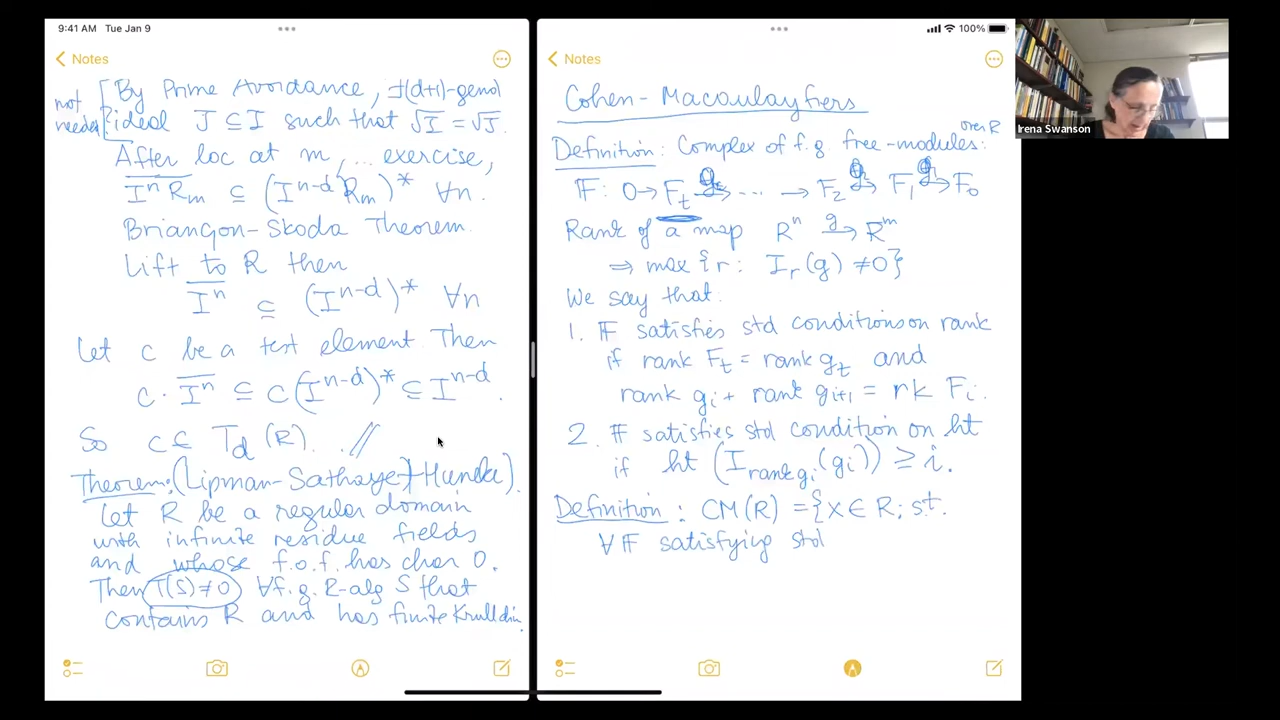 9:41 AM Tue Jan 9
Notes
not needed
By Prime Avoidance, ∃(d+1)-gen'd
ideal J ⊆ I such that √I = √J.
After loc at m, ... exercise,
\overline{I^n} R_m ⊆ (I^{n-d} R_m)^* ∀n.
Briançon-Skoda Theorem
Lift to R then
\overline{I^n} ⊆ (I^{n-d})^* ∀n
Let c be a test element. Then
c · \overline{I^n} ⊆ c(I^{n-d})^* ⊆ I^{n-d}.
So c ∈ T_d(R). //
Theorem: (Lipman-Sathaye + Huneke).
Let R be a regular domain
with infinite residue fields
and whose f.o.f. has char 0.
Then T(S) ≠ 0 ∀f.g. R-alg S that
contains R and has finite Krull dim.
100%
Notes
Cohen-Macaulayfiers
Definition: Complex of f.g. free-modules: over R
F: 0 → F_t → ... → F_2 → F_1 → F_0
Rank of a map R^n →^g R^m
⇒ max {r: I_r(g) ≠ 0}
We say that:
1. F satisfies std conditions on rank
if rank F_t = rank g_t and
rank g_i + rank g_{i+1} = rk F_i.
2. F satisfies std condition on ht
if ht (I_{rank g_i}(g_i)) ≥ i.
Definition: CM(R) = {x ∈ R; s.t.
∀ F satisfying std
Irena Swanson